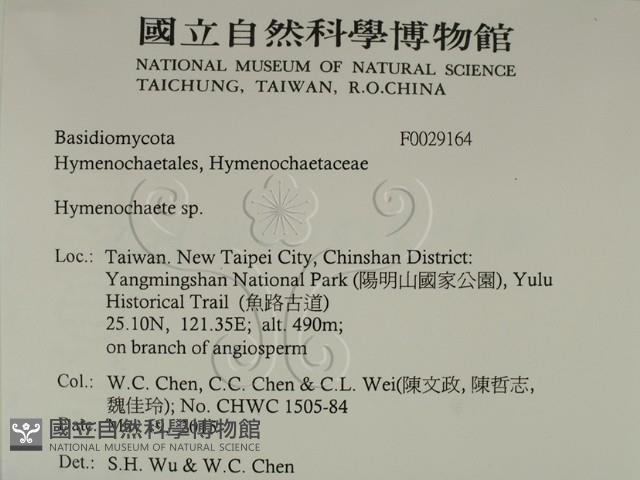 國立自然科學博物館
NATIONAL MUSEUM OF NATURAL SCIENCE
TAICHUNG, TAIWAN, R.O.CHINA
Basidiomycota F0029164
Hymenochaetales, Hymenochaetaceae
Hymenochaete sp.
Loc.: Taiwan. New Taipei City, Chinshan District:
Yangmingshan National Park (陽明山國家公園), Yulu
Historical Trail (魚路古道)
25.10N, 121.35E; alt. 490m;
on branch of angiosperm
Col.: W.C. Chen, C.C. Chen & C.L. Wei(陳文政, 陳哲志,
魏佳玲); No. CHWC 1505-84
Date: May 19, 2015
國立自然科學博物館
NATIONAL MUSEUM OF NATURAL SCIENCE
Det.: S.H. Wu & W.C. Chen